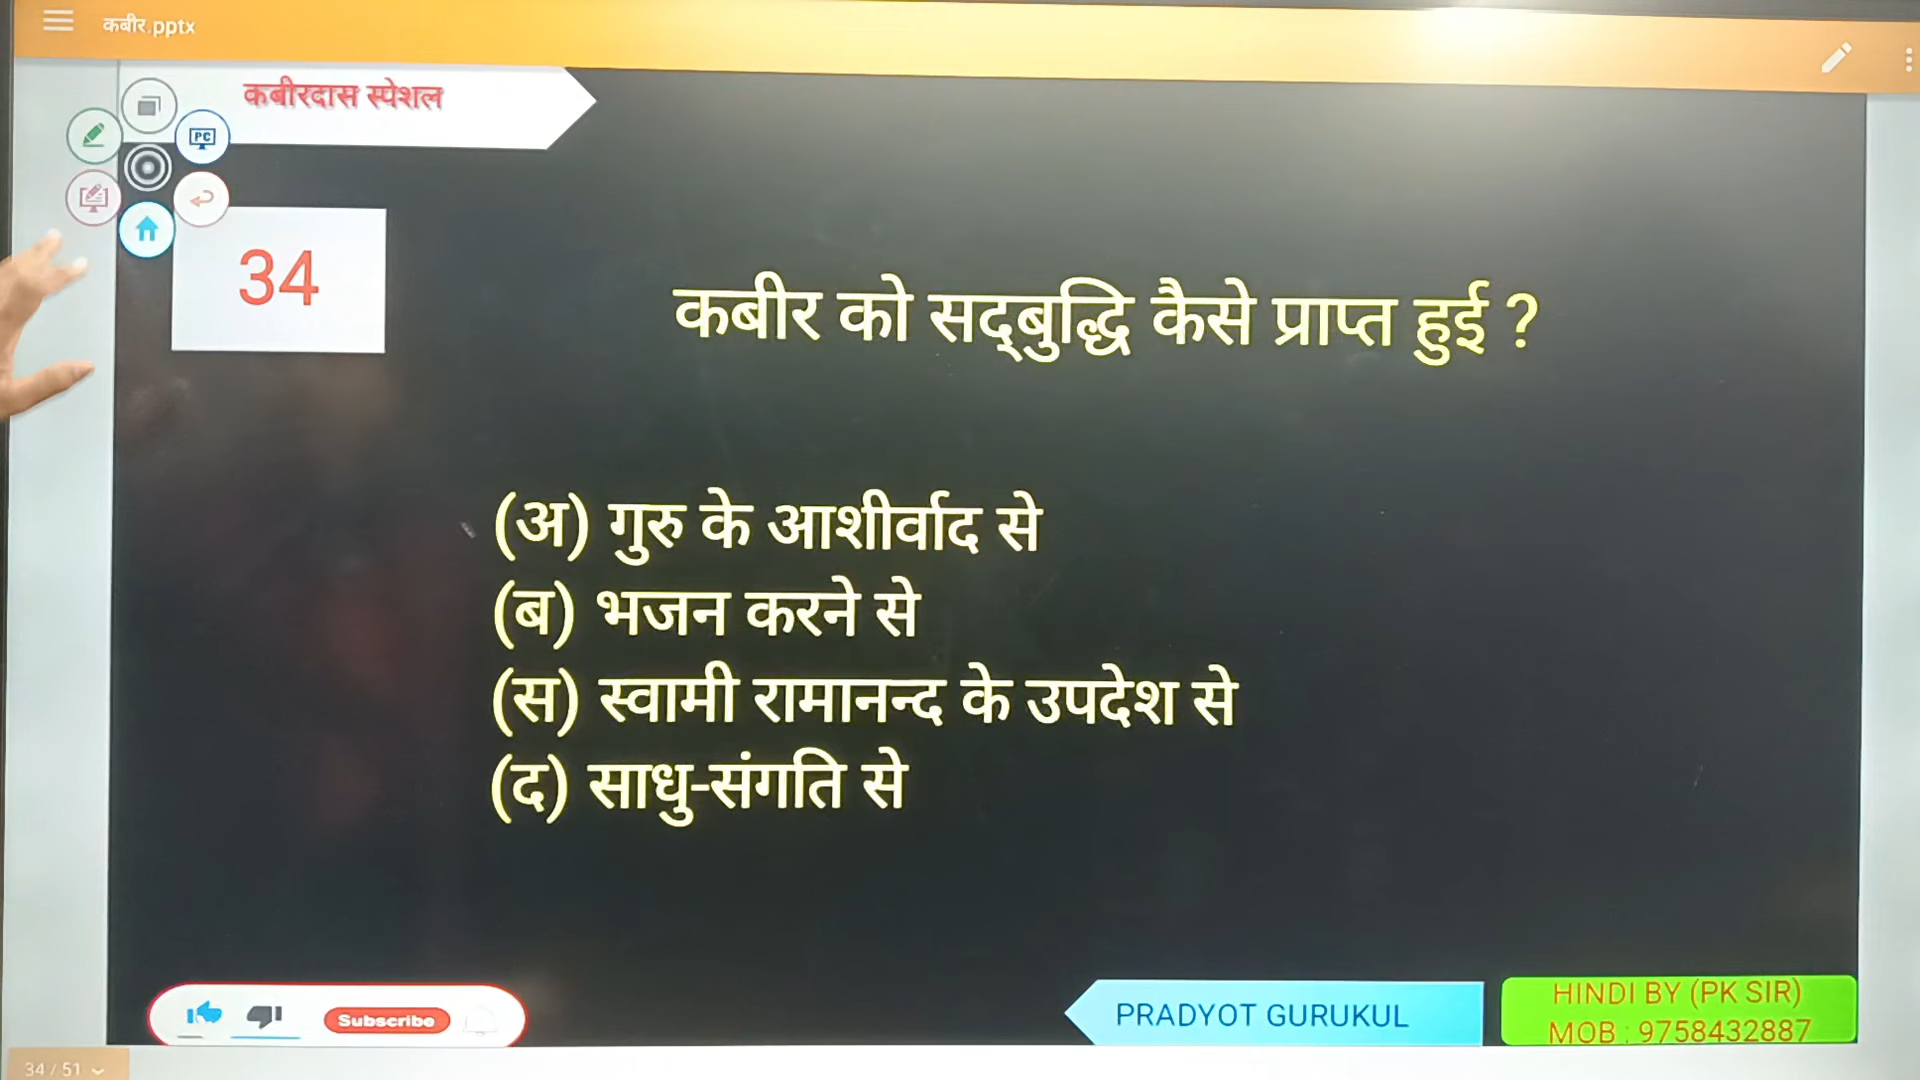 कबीर.pptx
कबीरदास स्पेशल
PC
34
कबीर को सद्‌बुद्धि कैसे प्राप्त हुई ?
(अ) गुरु के आशीर्वाद से
(ब) भजन करने से
(स) स्वामी रामानन्द के उपदेश से
(द) साधु-संगति से
Subscribe
PRADYOT GURUKUL
HINDI BY (PK SIR)
MOB : 9758432887
34 / 51